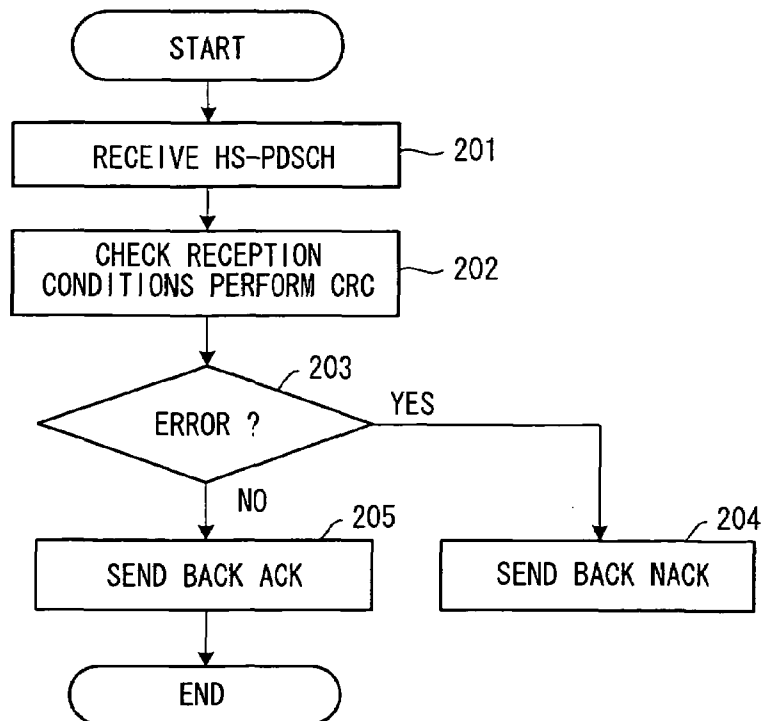 START
RECEIVE HS-PDSCH
201
CHECK RECEPTION
CONDITIONS PERFORM CRC
202
203
ERROR ?
YES
NO
205
SEND BACK ACK
204
SEND BACK NACK
END